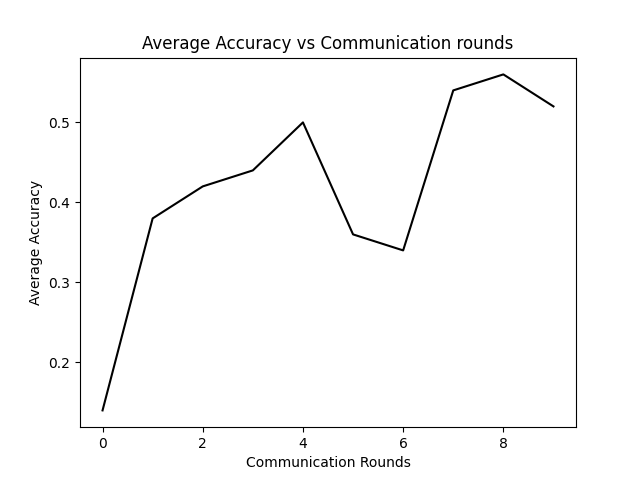 Average Accuracy vs Communication rounds
Average Accuracy
0.5
0.4
0.3
0.2
0 2 4 6 8
Communication Rounds